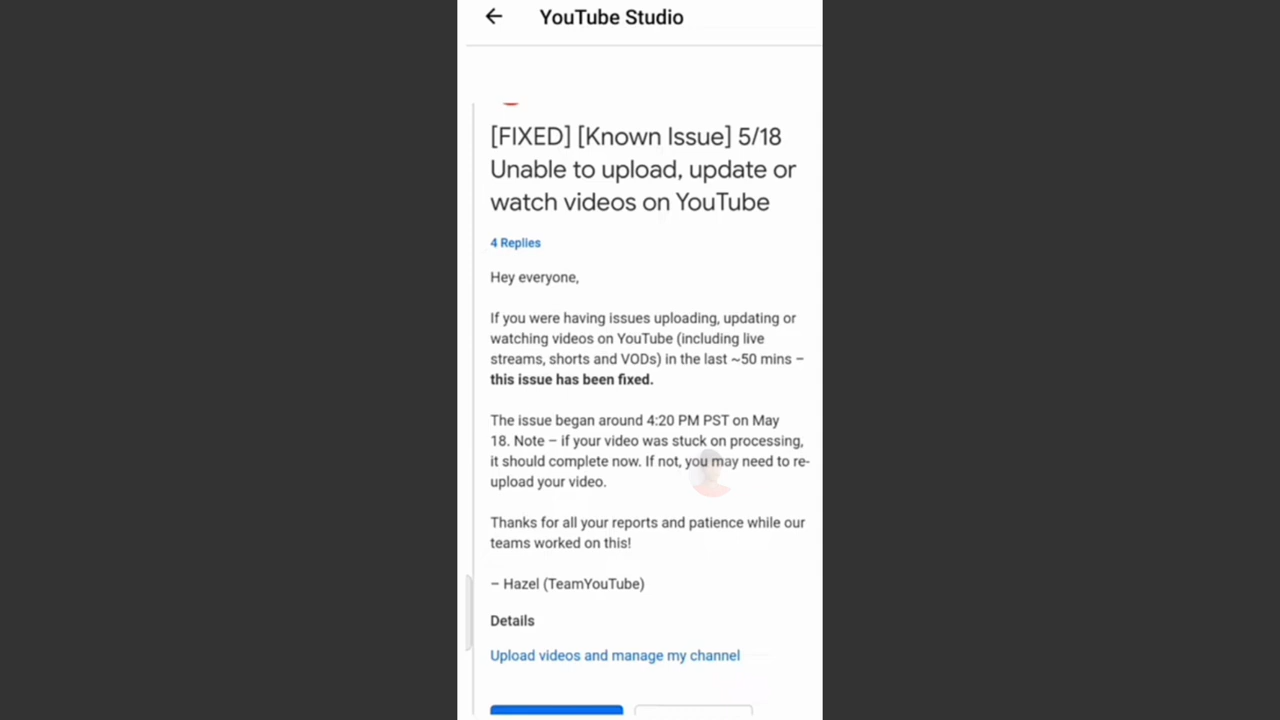 YouTube Studio
[FIXED] [Known Issue] 5/18
Unable to upload, update or
watch videos on YouTube
4 Replies
Hey everyone,
If you were having issues uploading, updating or
watching videos on YouTube (including live
streams, shorts and VODs) in the last ~50 mins –
this issue has been fixed.
The issue began around 4:20 PM PST on May
18. Note – if your video was stuck on processing,
it should complete now. If not, you may need to re-
upload your video.
Thanks for all your reports and patience while our
teams worked on this!
– Hazel (TeamYouTube)
Details
Upload videos and manage my channel